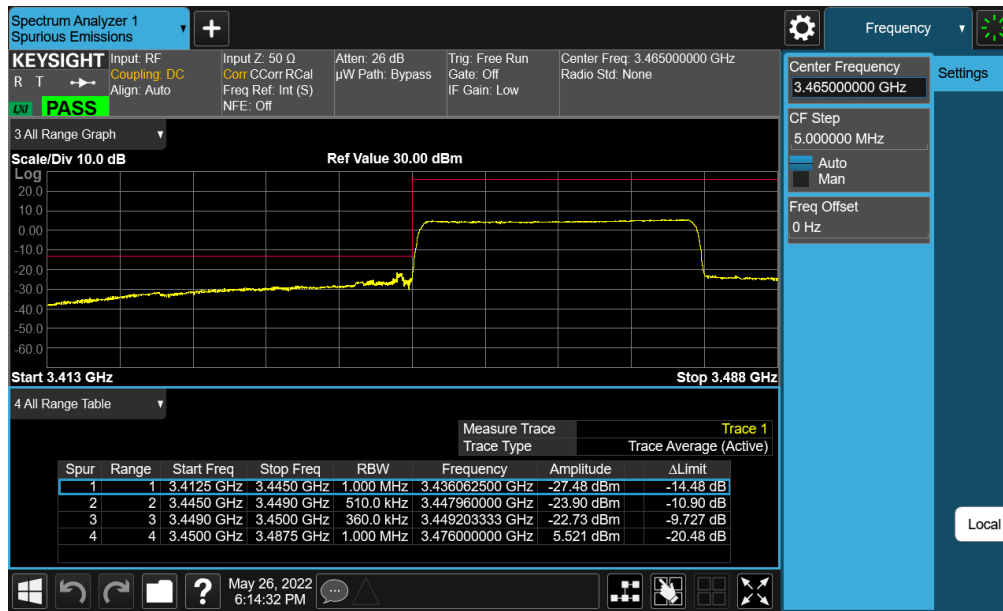 Spectrum Analyzer 1
Spurious Emissions
+
Frequency
KEYSIGHT
R T
LXI PASS
Input: RF
Coupling: DC
Align: Auto
Input Z: 50 Ω
Corr CCorr RCal
Freq Ref: Int (S)
NFE: Off
Atten: 26 dB
µW Path: Bypass
Trig: Free Run
Gate: Off
IF Gain: Low
Center Freq: 3.465000000 GHz
Radio Std: None
Center Frequency
3.465000000 GHz
Settings
CF Step
5.000000 MHz
Auto
Man
Freq Offset
0 Hz
Local
3 All Range Graph
Scale/Div 10.0 dB Ref Value 30.00 dBm
Log
20.0
10.0
0.00
-10.0
-20.0
-30.0
-40.0
-50.0
-60.0
Start 3.413 GHz Stop 3.488 GHz
4 All Range Table
Measure Trace Trace 1
Trace Type Trace Average (Active)
Spur Range Start Freq Stop Freq RBW Frequency Amplitude ΔLimit
1 1 3.4125 GHz 3.4450 GHz 1.000 MHz 3.436062500 GHz -27.48 dBm -14.48 dB
2 2 3.4450 GHz 3.4490 GHz 510.0 kHz 3.447960000 GHz -23.90 dBm -10.90 dB
3 3 3.4490 GHz 3.4500 GHz 360.0 kHz 3.449203333 GHz -22.73 dBm -9.727 dB
4 4 3.4500 GHz 3.4875 GHz 1.000 MHz 3.476000000 GHz 5.521 dBm -20.48 dB
?
May 26, 2022
6:14:32 PM